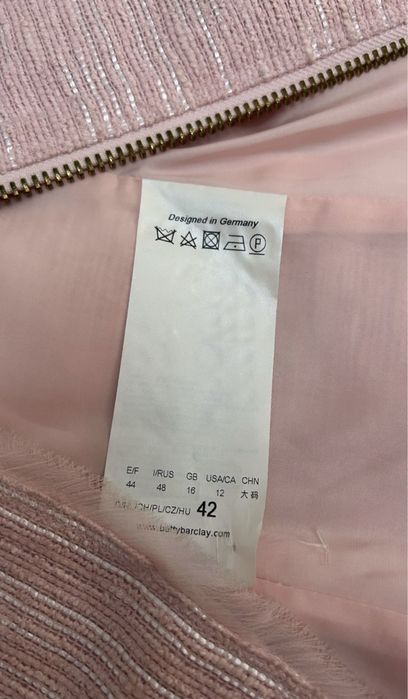 Designed in Germany
P
E/F I/RUS GB USA/CA CHN
44 48 16 12 大码
/PL/CZ/HU 42
www.bettybarclay.com